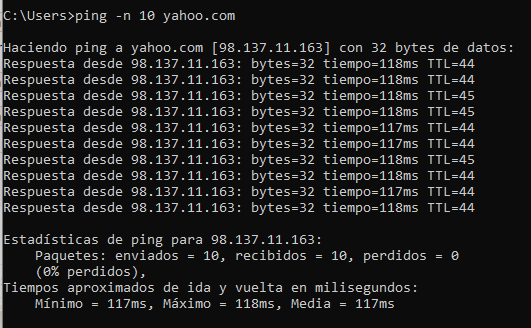 C:\Users>ping -n 10 yahoo.com
Haciendo ping a yahoo.com [98.137.11.163] con 32 bytes de datos:
Respuesta desde 98.137.11.163: bytes=32 tiempo=118ms TTL=44
Respuesta desde 98.137.11.163: bytes=32 tiempo=118ms TTL=44
Respuesta desde 98.137.11.163: bytes=32 tiempo=118ms TTL=45
Respuesta desde 98.137.11.163: bytes=32 tiempo=118ms TTL=45
Respuesta desde 98.137.11.163: bytes=32 tiempo=117ms TTL=44
Respuesta desde 98.137.11.163: bytes=32 tiempo=117ms TTL=44
Respuesta desde 98.137.11.163: bytes=32 tiempo=118ms TTL=45
Respuesta desde 98.137.11.163: bytes=32 tiempo=118ms TTL=44
Respuesta desde 98.137.11.163: bytes=32 tiempo=117ms TTL=44
Respuesta desde 98.137.11.163: bytes=32 tiempo=118ms TTL=44
Estadísticas de ping para 98.137.11.163:
Paquetes: enviados = 10, recibidos = 10, perdidos = 0
(0% perdidos),
Tiempos aproximados de ida y vuelta en milisegundos:
Mínimo = 117ms, Máximo = 118ms, Media = 117ms